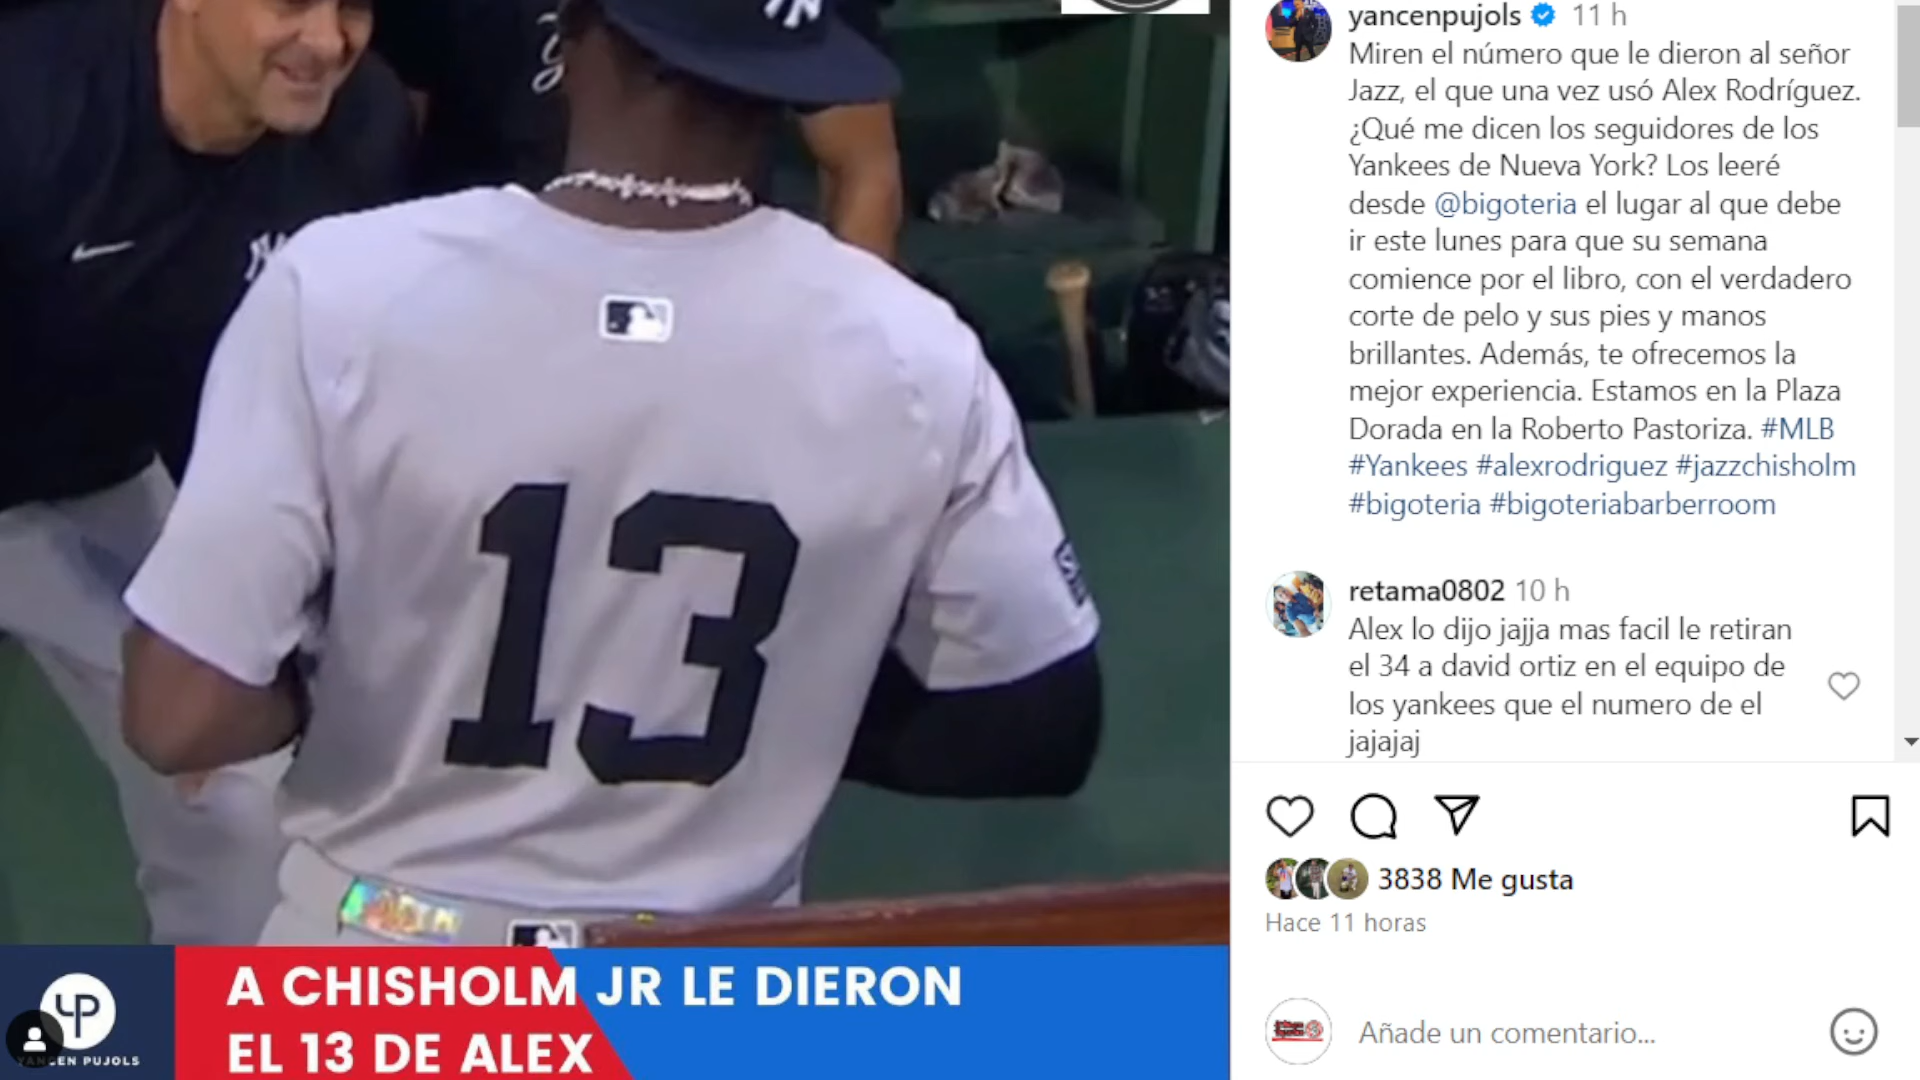 NY
NY
13
A CHISHOLM JR LE DIERON
EL 13 DE ALEX
YP
YANCEN PUJOLS
yancenpujols 11 h
Miren el número que le dieron al señor
Jazz, el que una vez usó Alex Rodríguez.
¿Qué me dicen los seguidores de los
Yankees de Nueva York? Los leeré
desde @bigoteria el lugar al que debe
ir este lunes para que su semana
comience por el libro, con el verdadero
corte de pelo y sus pies y manos
brillantes. Además, te ofrecemos la
mejor experiencia. Estamos en la Plaza
Dorada en la Roberto Pastoriza. #MLB
#Yankees #alexrodriguez #jazzchisholm
#bigoteria #bigoteriabarberroom
retama0802 10 h
Alex lo dijo jajja mas facil le retiran
el 34 a david ortiz en el equipo de
los yankees que el numero de el
jajajaj
3838 Me gusta
Hace 11 horas
Añade un comentario...